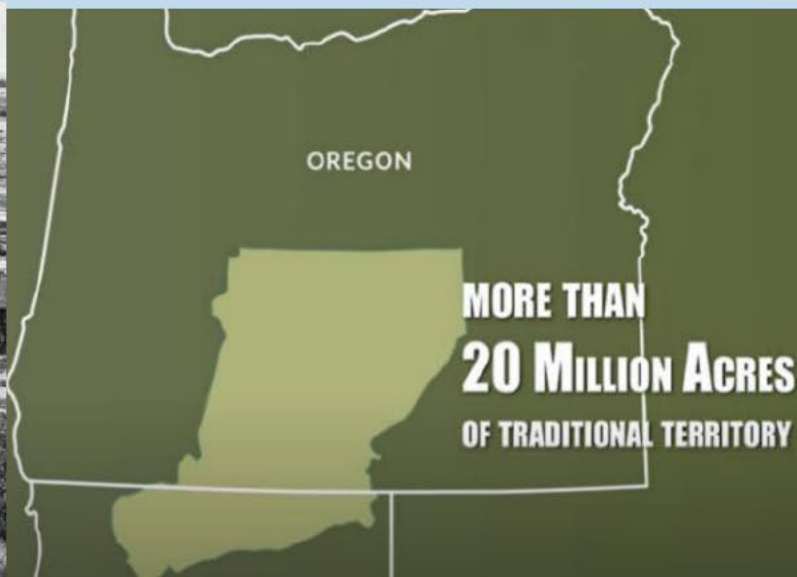 OREGON
MORE THAN
20 MILLION ACRES
OF TRADITIONAL TERRITORY